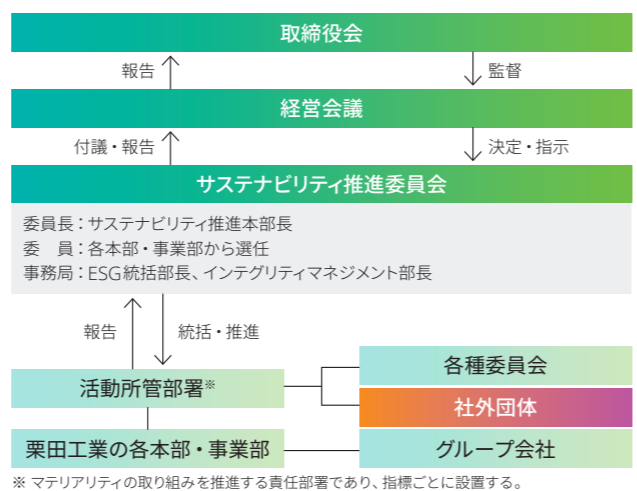 取締役会
報告
監督
経営会議
付議・報告
決定・指示
サステナビリティ推進委員会
委員長：サステナビリティ推進本部長
委　員：各本部・事業部から選任
事務局：ESG統括部長、インテグリティマネジメント部長
報告
統括・推進
活動所管部署※
各種委員会
社外団体
栗田工業の各本部・事業部
グループ会社
※ マテリアリティの取り組みを推進する責任部署であり、指標ごとに設置する。